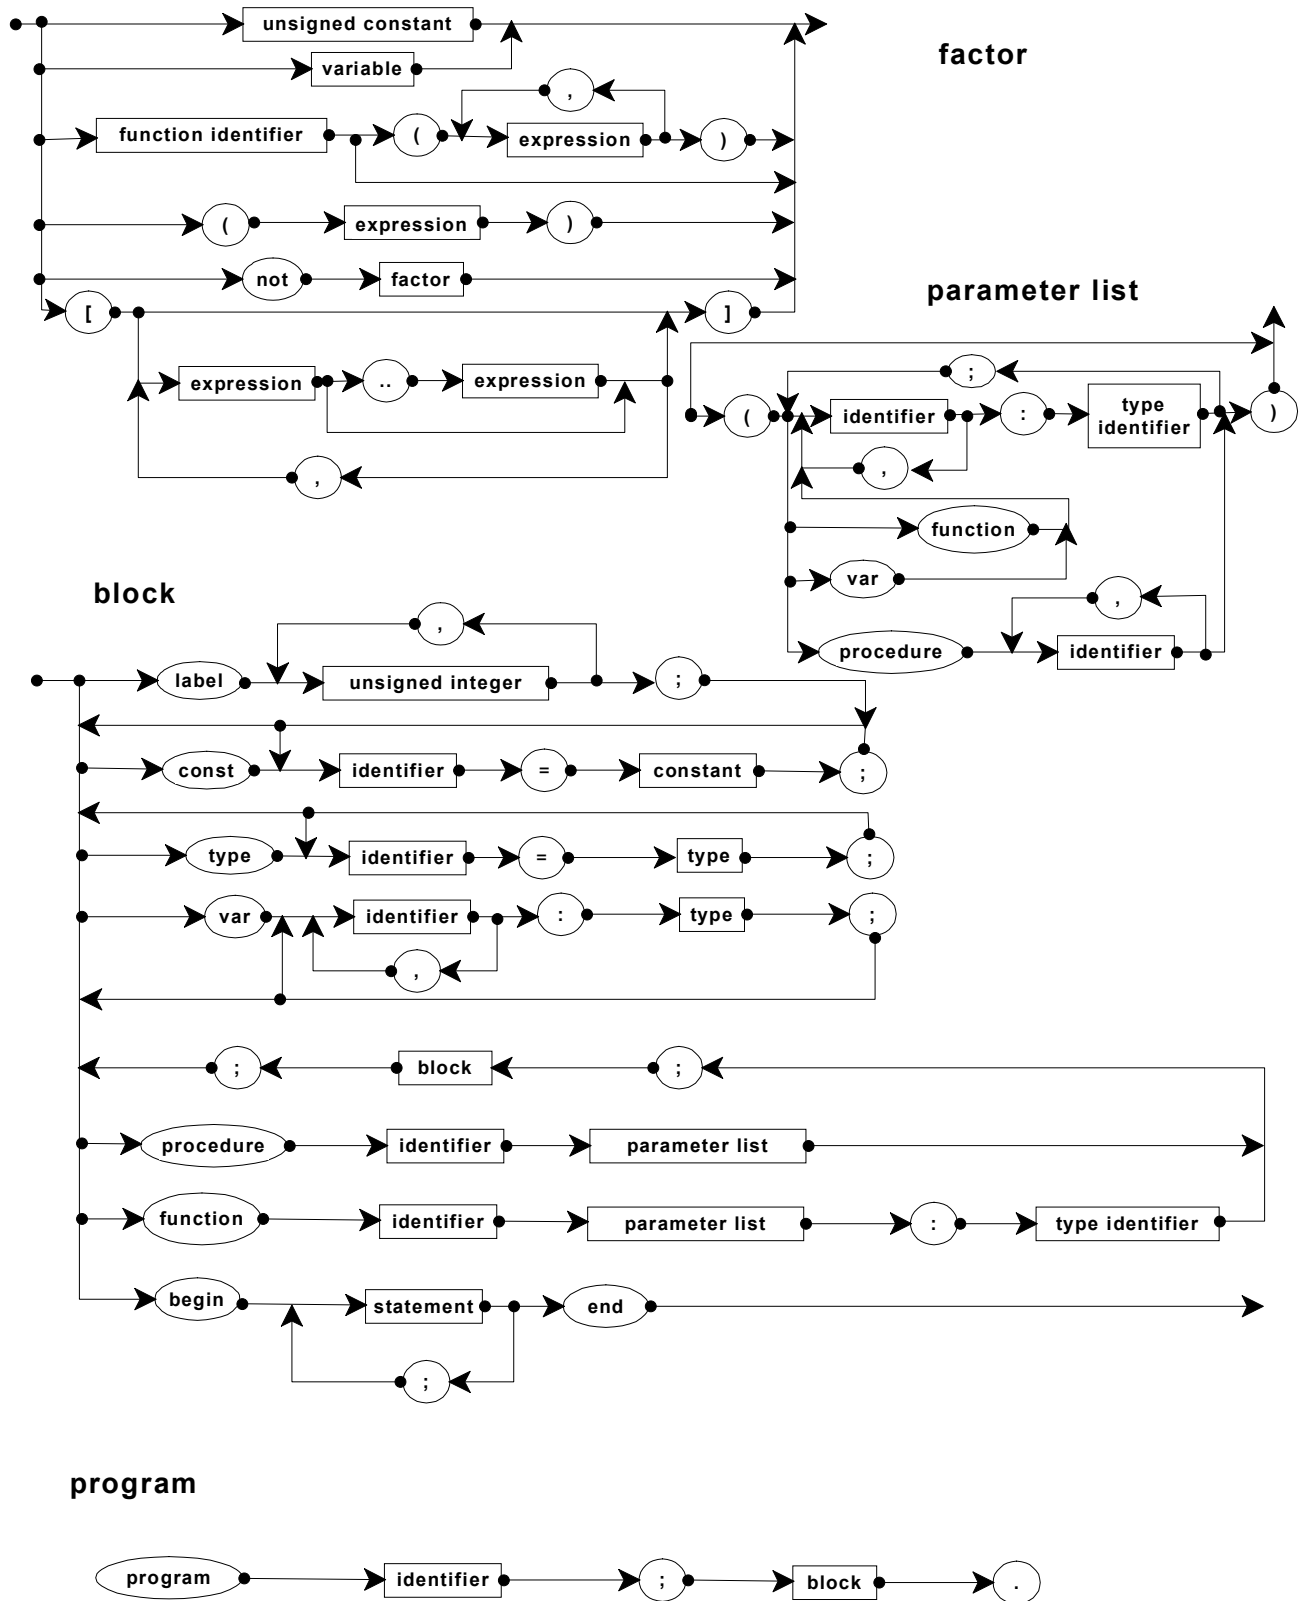 unsigned constant
factor
variable
,
function identifier ( expression )
( expression )
not factor
parameter list
[ ]
expression .. expression
;
( identifier : type identifier )
,
,
function
var
block
,
,
procedure identifier
label unsigned integer ;
const identifier = constant ;
type identifier = type ;
var identifier : type ;
,
; block ;
procedure identifier parameter list
function identifier parameter list : type identifier
begin statement end
;
program
program identifier ; block .